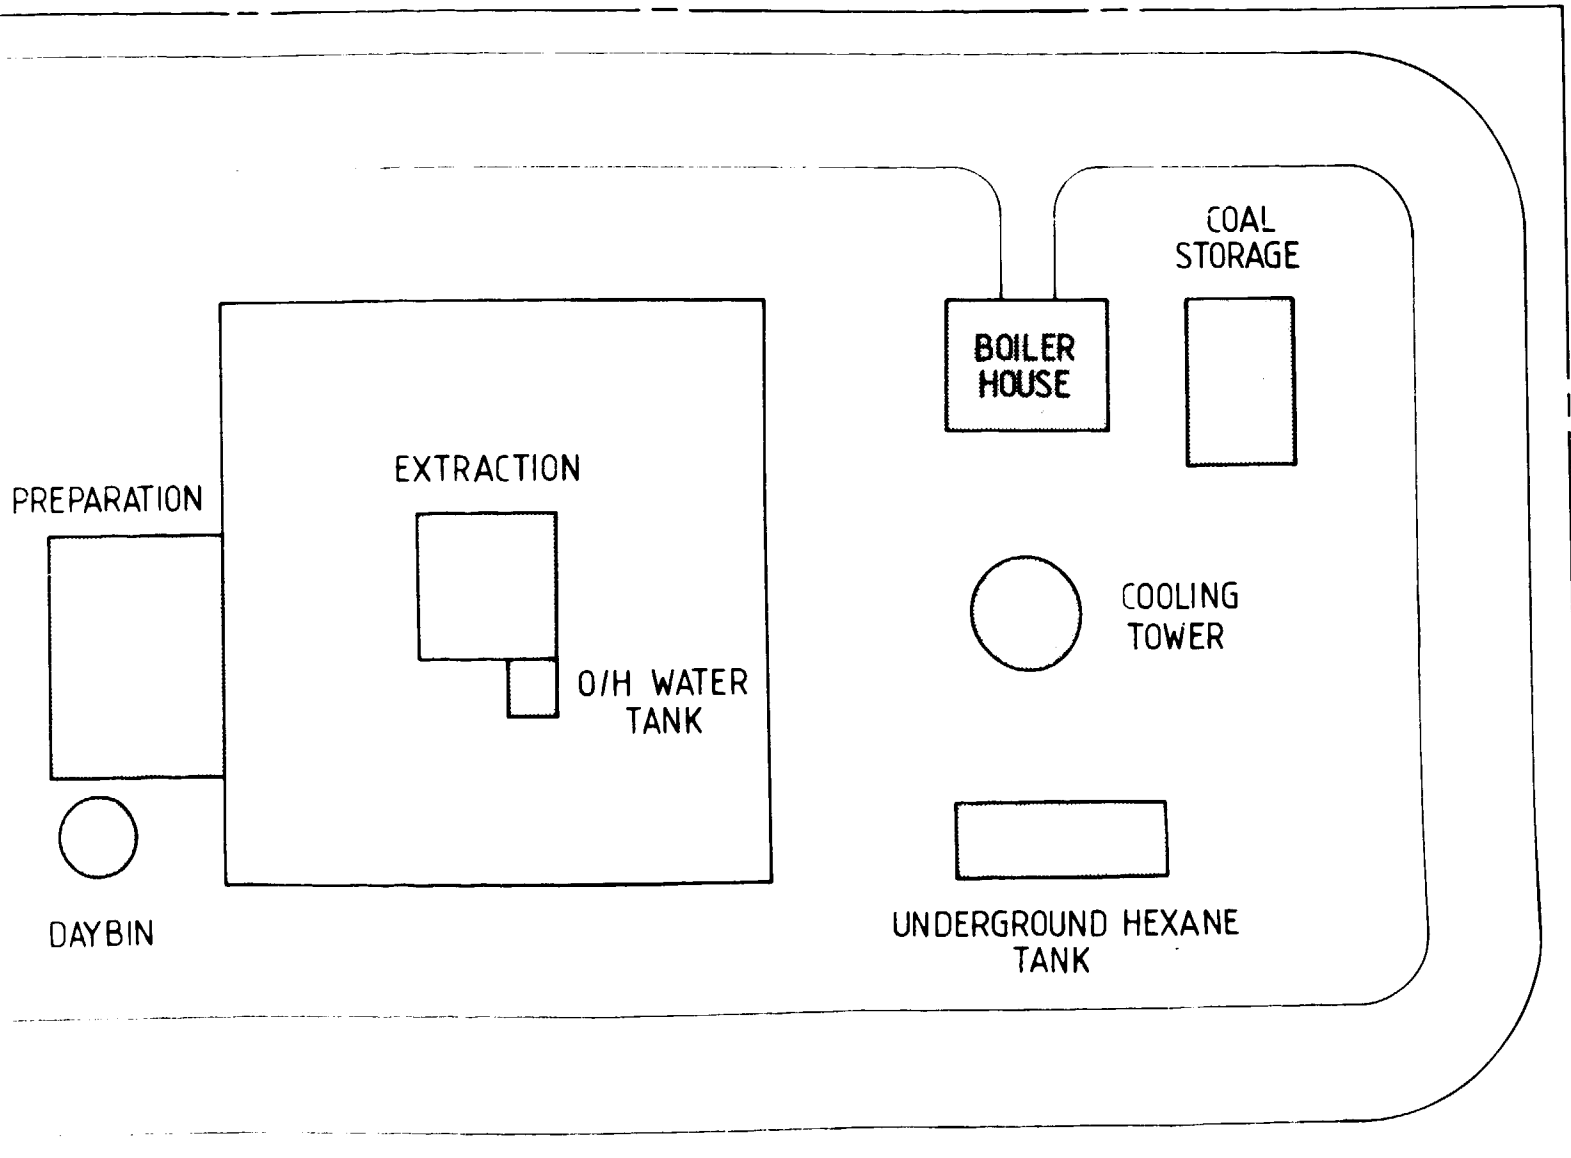 COAL
STORAGE
BOILER
HOUSE
EXTRACTION
PREPARATION
COOLING
TOWER
O/H WATER
TANK
DAYBIN
UNDERGROUND HEXANE
TANK